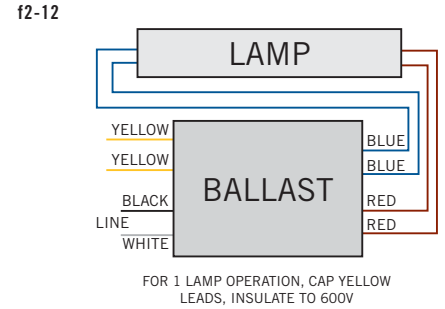 f2-12
LAMP
YELLOW
BLUE
YELLOW
BLUE
BALLAST
BLACK
RED
LINE
RED
WHITE
FOR 1 LAMP OPERATION, CAP YELLOW
LEADS, INSULATE TO 600V